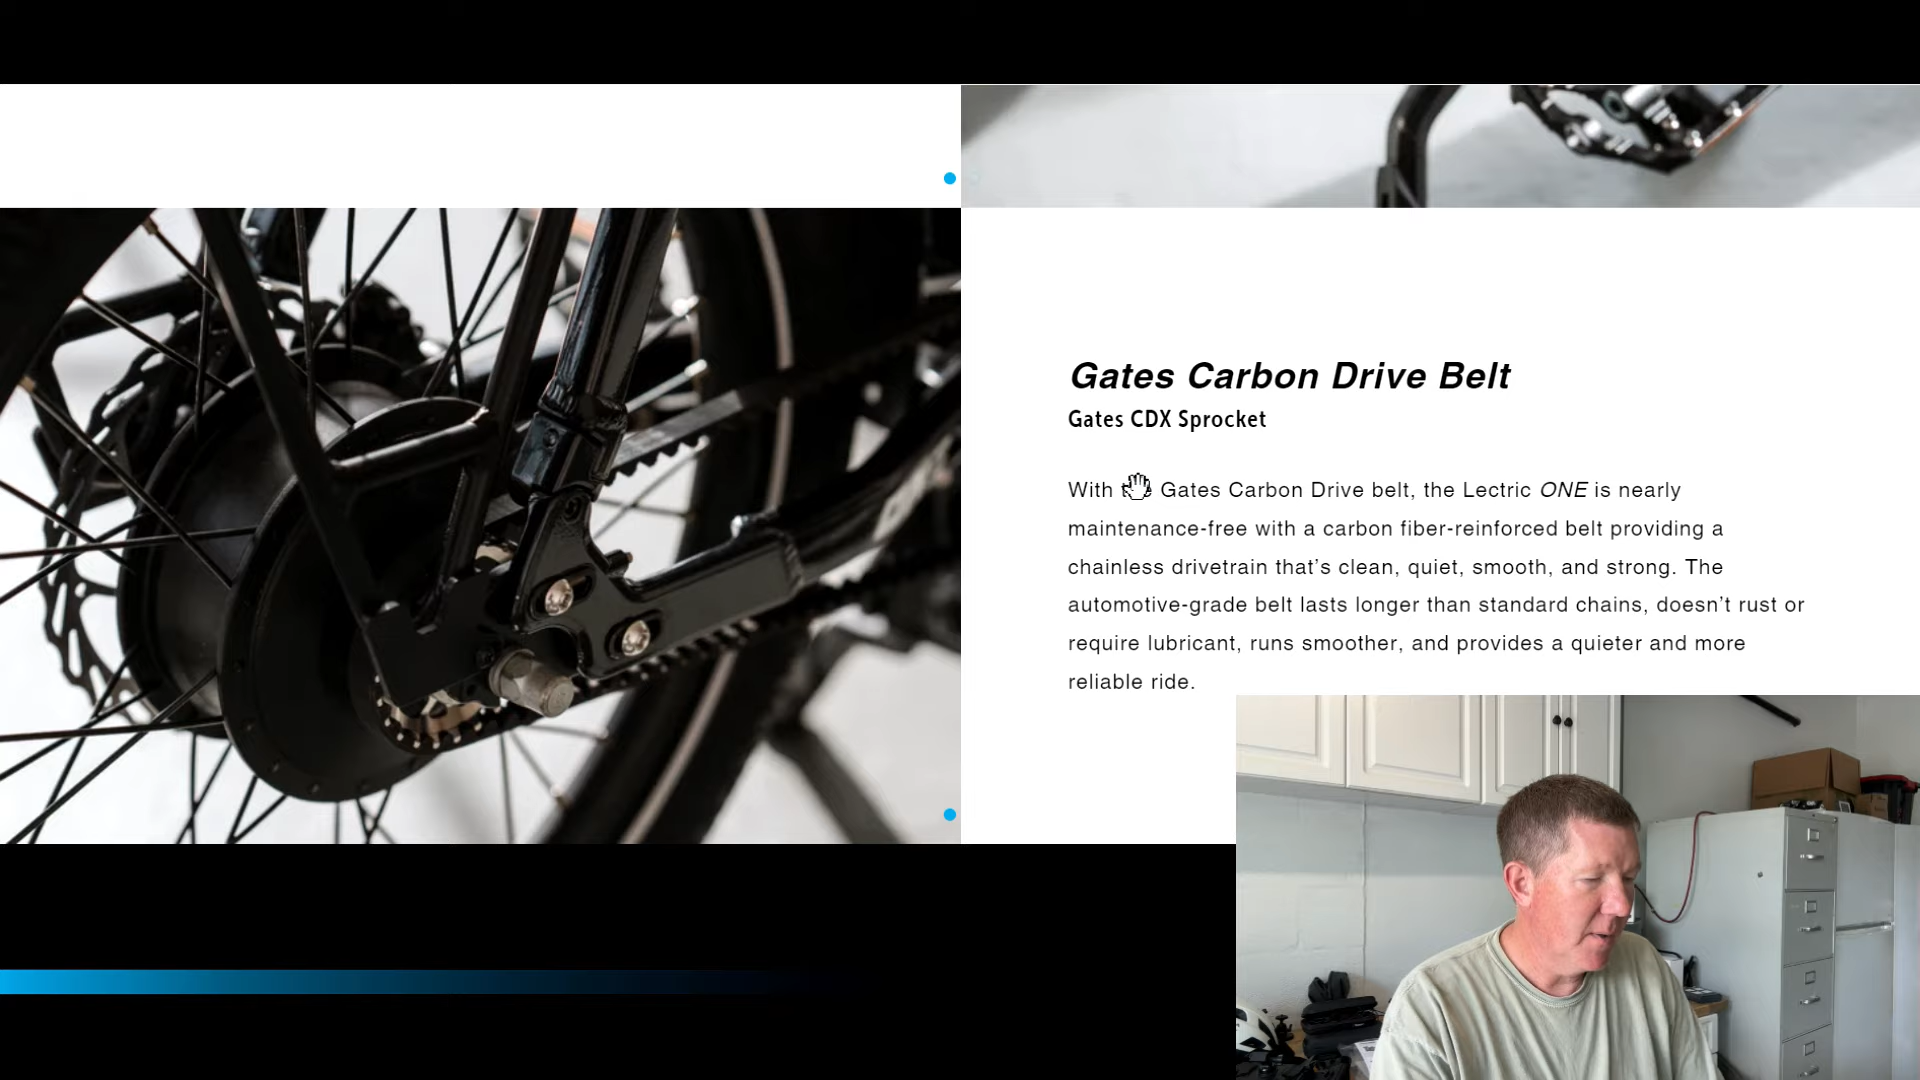 Gates Carbon Drive Belt
Gates CDX Sprocket
With Gates Carbon Drive belt, the Lectric ONE is nearly
maintenance-free with a carbon fiber-reinforced belt providing a
chainless drivetrain that’s clean, quiet, smooth, and strong. The
automotive-grade belt lasts longer than standard chains, doesn’t rust or
require lubricant, runs smoother, and provides a quieter and more
reliable ride.